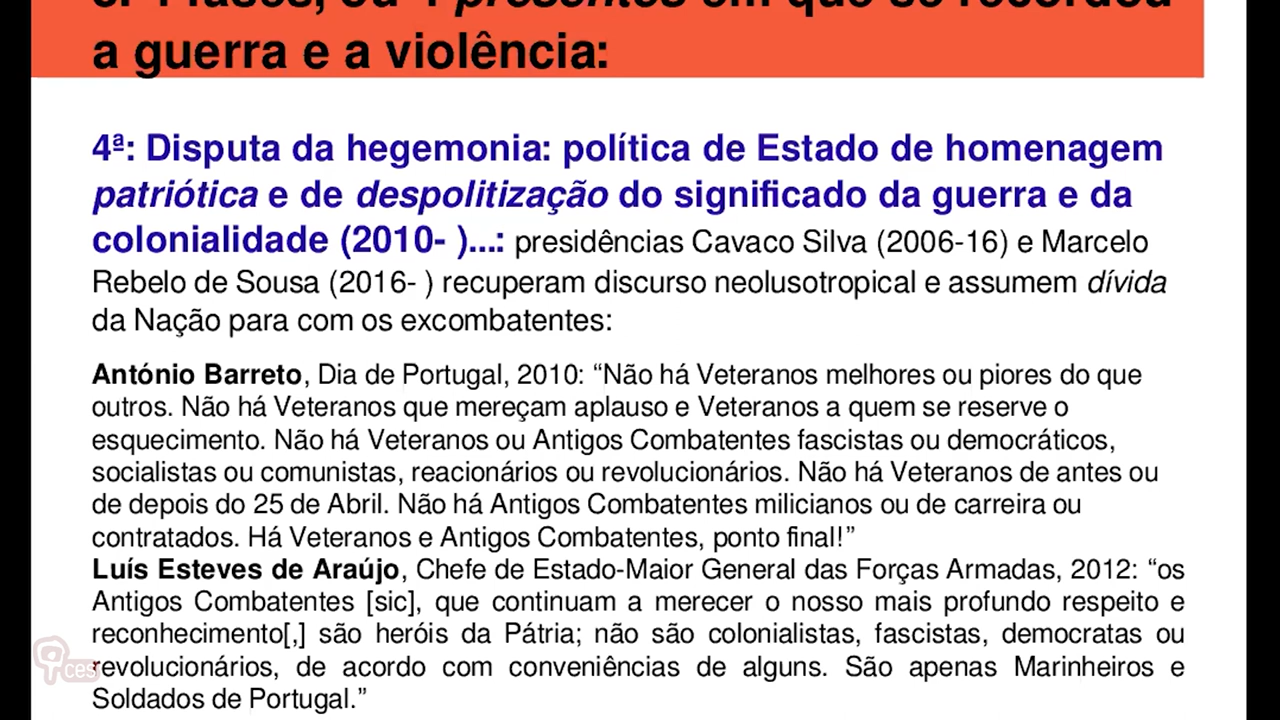 a guerra e a violência:
4ª: Disputa da hegemonia: política de Estado de homenagem
patriótica e de despolitização do significado da guerra e da
colonialidade (2010- )...: presidências Cavaco Silva (2006-16) e Marcelo
Rebelo de Sousa (2016- ) recuperam discurso neolusotropical e assumem dívida
da Nação para com os excombatentes:
António Barreto, Dia de Portugal, 2010: “Não há Veteranos melhores ou piores do que
outros. Não há Veteranos que mereçam aplauso e Veteranos a quem se reserve o
esquecimento. Não há Veteranos ou Antigos Combatentes fascistas ou democráticos,
socialistas ou comunistas, reacionários ou revolucionários. Não há Veteranos de antes ou
de depois do 25 de Abril. Não há Antigos Combatentes milicianos ou de carreira ou
contratados. Há Veteranos e Antigos Combatentes, ponto final!”
Luís Esteves de Araújo, Chefe de Estado-Maior General das Forças Armadas, 2012: “os
Antigos Combatentes [sic], que continuam a merecer o nosso mais profundo respeito e
reconhecimento[,] são heróis da Pátria; não são colonialistas, fascistas, democratas ou
revolucionários, de acordo com conveniências de alguns. São apenas Marinheiros e
Soldados de Portugal.”
ces